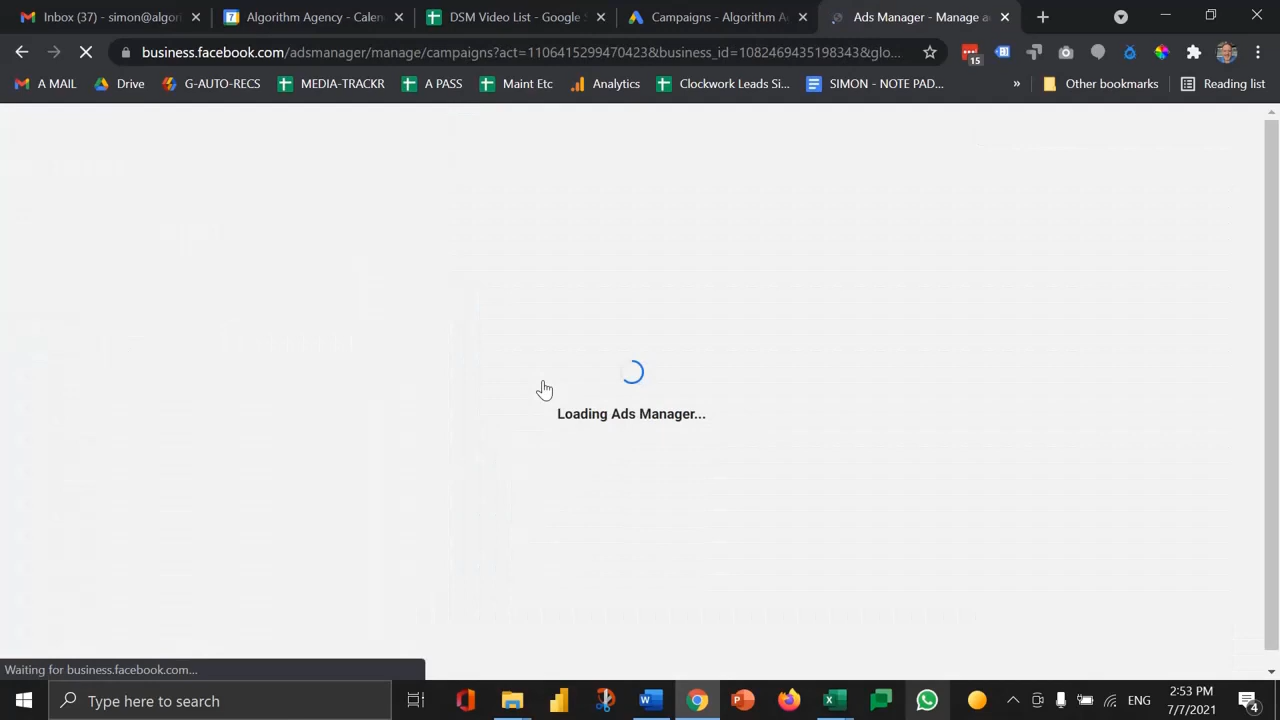 Inbox (37) - simon@algori
Algorithm Agency - Calen
DSM Video List - Google S
Campaigns - Algorithm A
Ads Manager - Manage a
business.facebook.com/adsmanager/manage/campaigns?act=1106415299470423&business_id=1082469435198343&glo...
15
A MAIL
Drive
G-AUTO-RECS
MEDIA-TRACKR
A PASS
Maint Etc
Analytics
Clockwork Leads Si...
SIMON - NOTE PAD...
»
Other bookmarks
Reading list
Loading Ads Manager...
Waiting for business.facebook.com...
Type here to search
ENG
2:53 PM
7/7/2021
4